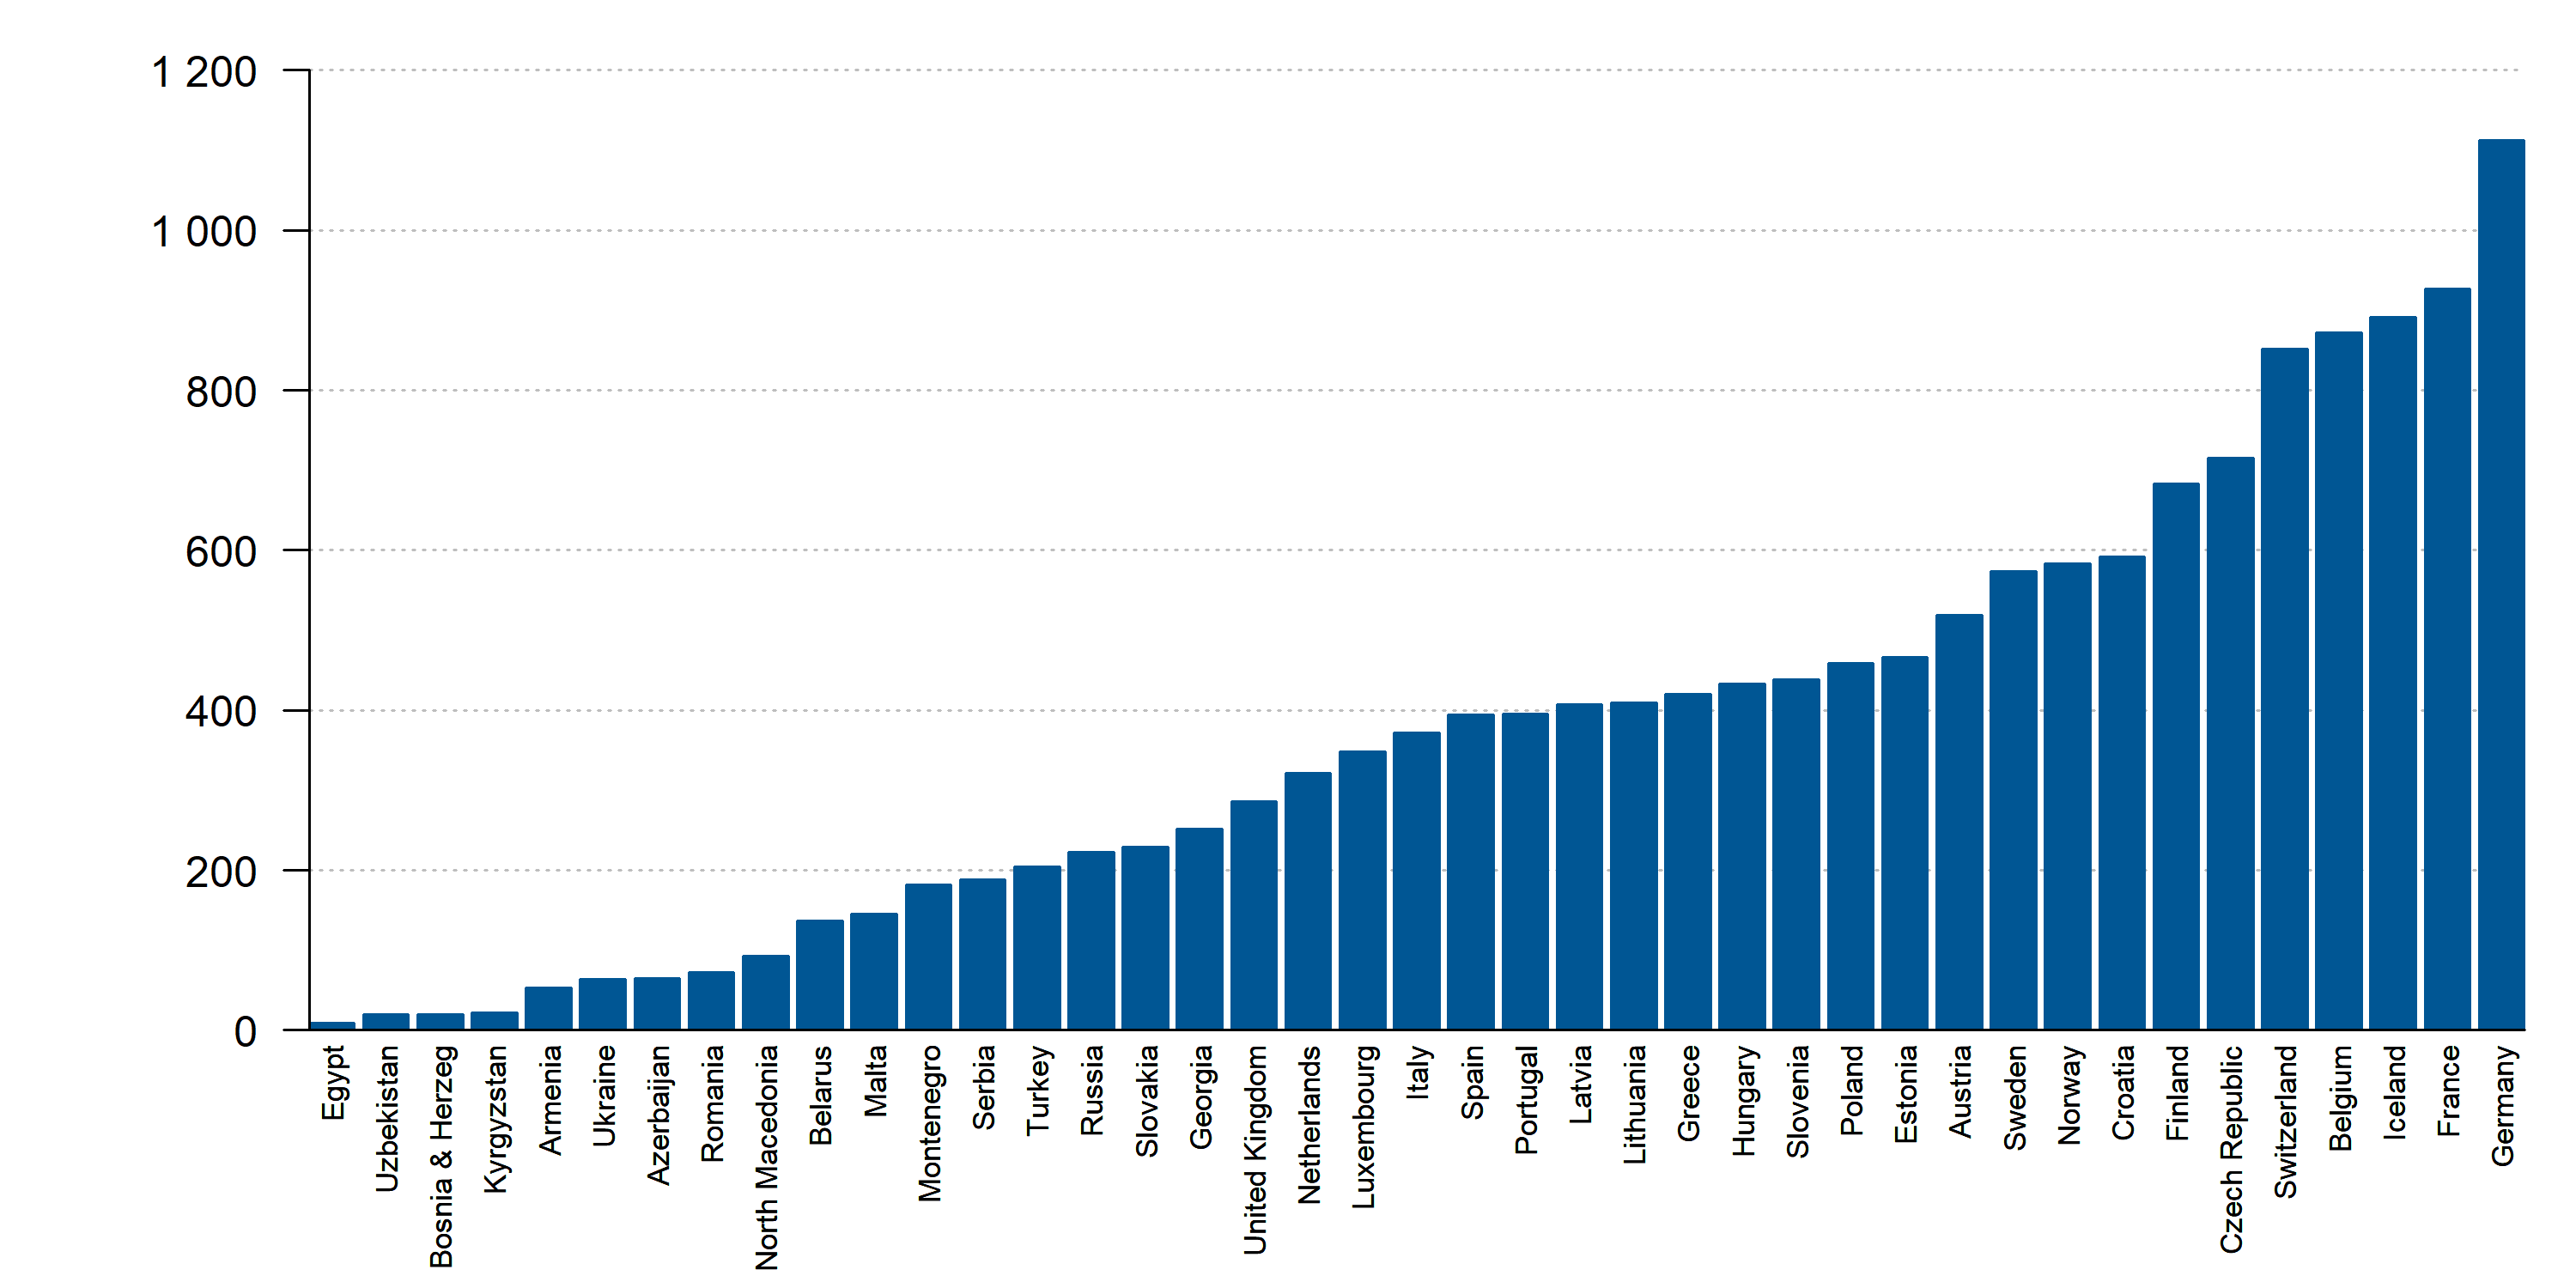 1 200
1 000
800
600
400
200
0
Egypt
Uzbekistan
Bosnia & Herzeg
Kyrgyzstan
Armenia
Ukraine
Azerbaijan
Romania
North Macedonia
Belarus
Malta
Montenegro
Serbia
Turkey
Russia
Slovakia
Georgia
United Kingdom
Netherlands
Luxembourg
Italy
Spain
Portugal
Latvia
Lithuania
Greece
Hungary
Slovenia
Poland
Estonia
Austria
Sweden
Norway
Croatia
Finland
Czech Republic
Switzerland
Belgium
Iceland
France
Germany